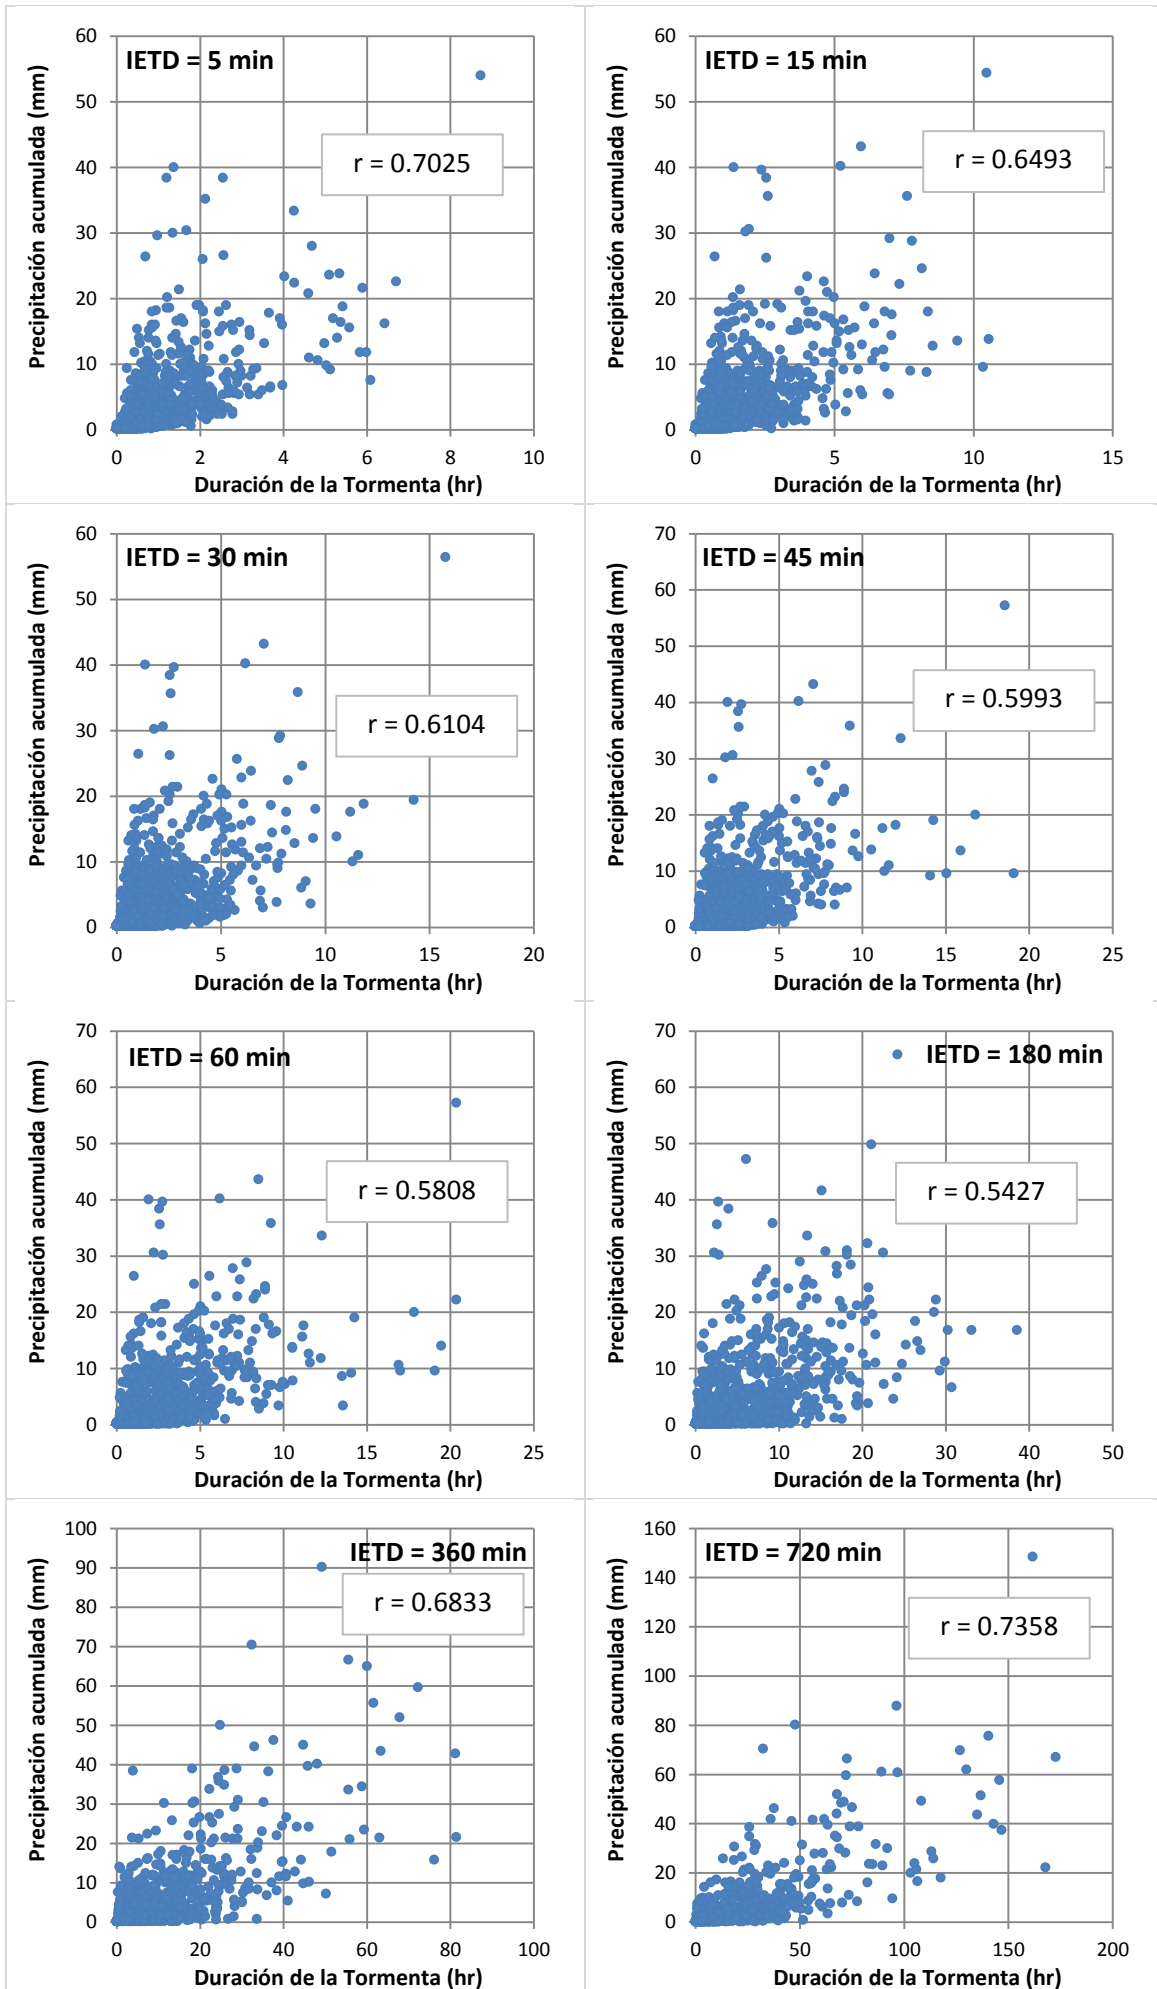 IETD = 5 min
r = 0.7025
Precipitación acumulada (mm)
60
50
40
30
20
10
0
0 2 4 6 8 10
Duración de la Tormenta (hr)
IETD = 15 min
r = 0.6493
Precipitación acumulada (mm)
60
50
40
30
20
10
0
0 5 10 15
Duración de la Tormenta (hr)
IETD = 30 min
r = 0.6104
Precipitación acumulada (mm)
60
50
40
30
20
10
0
0 5 10 15 20
Duración de la Tormenta (hr)
IETD = 45 min
r = 0.5993
Precipitación acumulada (mm)
70
60
50
40
30
20
10
0
0 5 10 15 20 25
Duración de la Tormenta (hr)
IETD = 60 min
r = 0.5808
Precipitación acumulada (mm)
70
60
50
40
30
20
10
0
0 5 10 15 20 25
Duración de la Tormenta (hr)
IETD = 180 min
r = 0.5427
Precipitación acumulada (mm)
70
60
50
40
30
20
10
0
0 10 20 30 40 50
Duración de la Tormenta (hr)
IETD = 360 min
r = 0.6833
Precipitación acumulada (mm)
100
90
80
70
60
50
40
30
20
10
0
0 20 40 60 80 100
Duración de la Tormenta (hr)
IETD = 720 min
r = 0.7358
Precipitación acumulada (mm)
160
140
120
100
80
60
40
20
0
0 50 100 150 200
Duración de la Tormenta (hr)